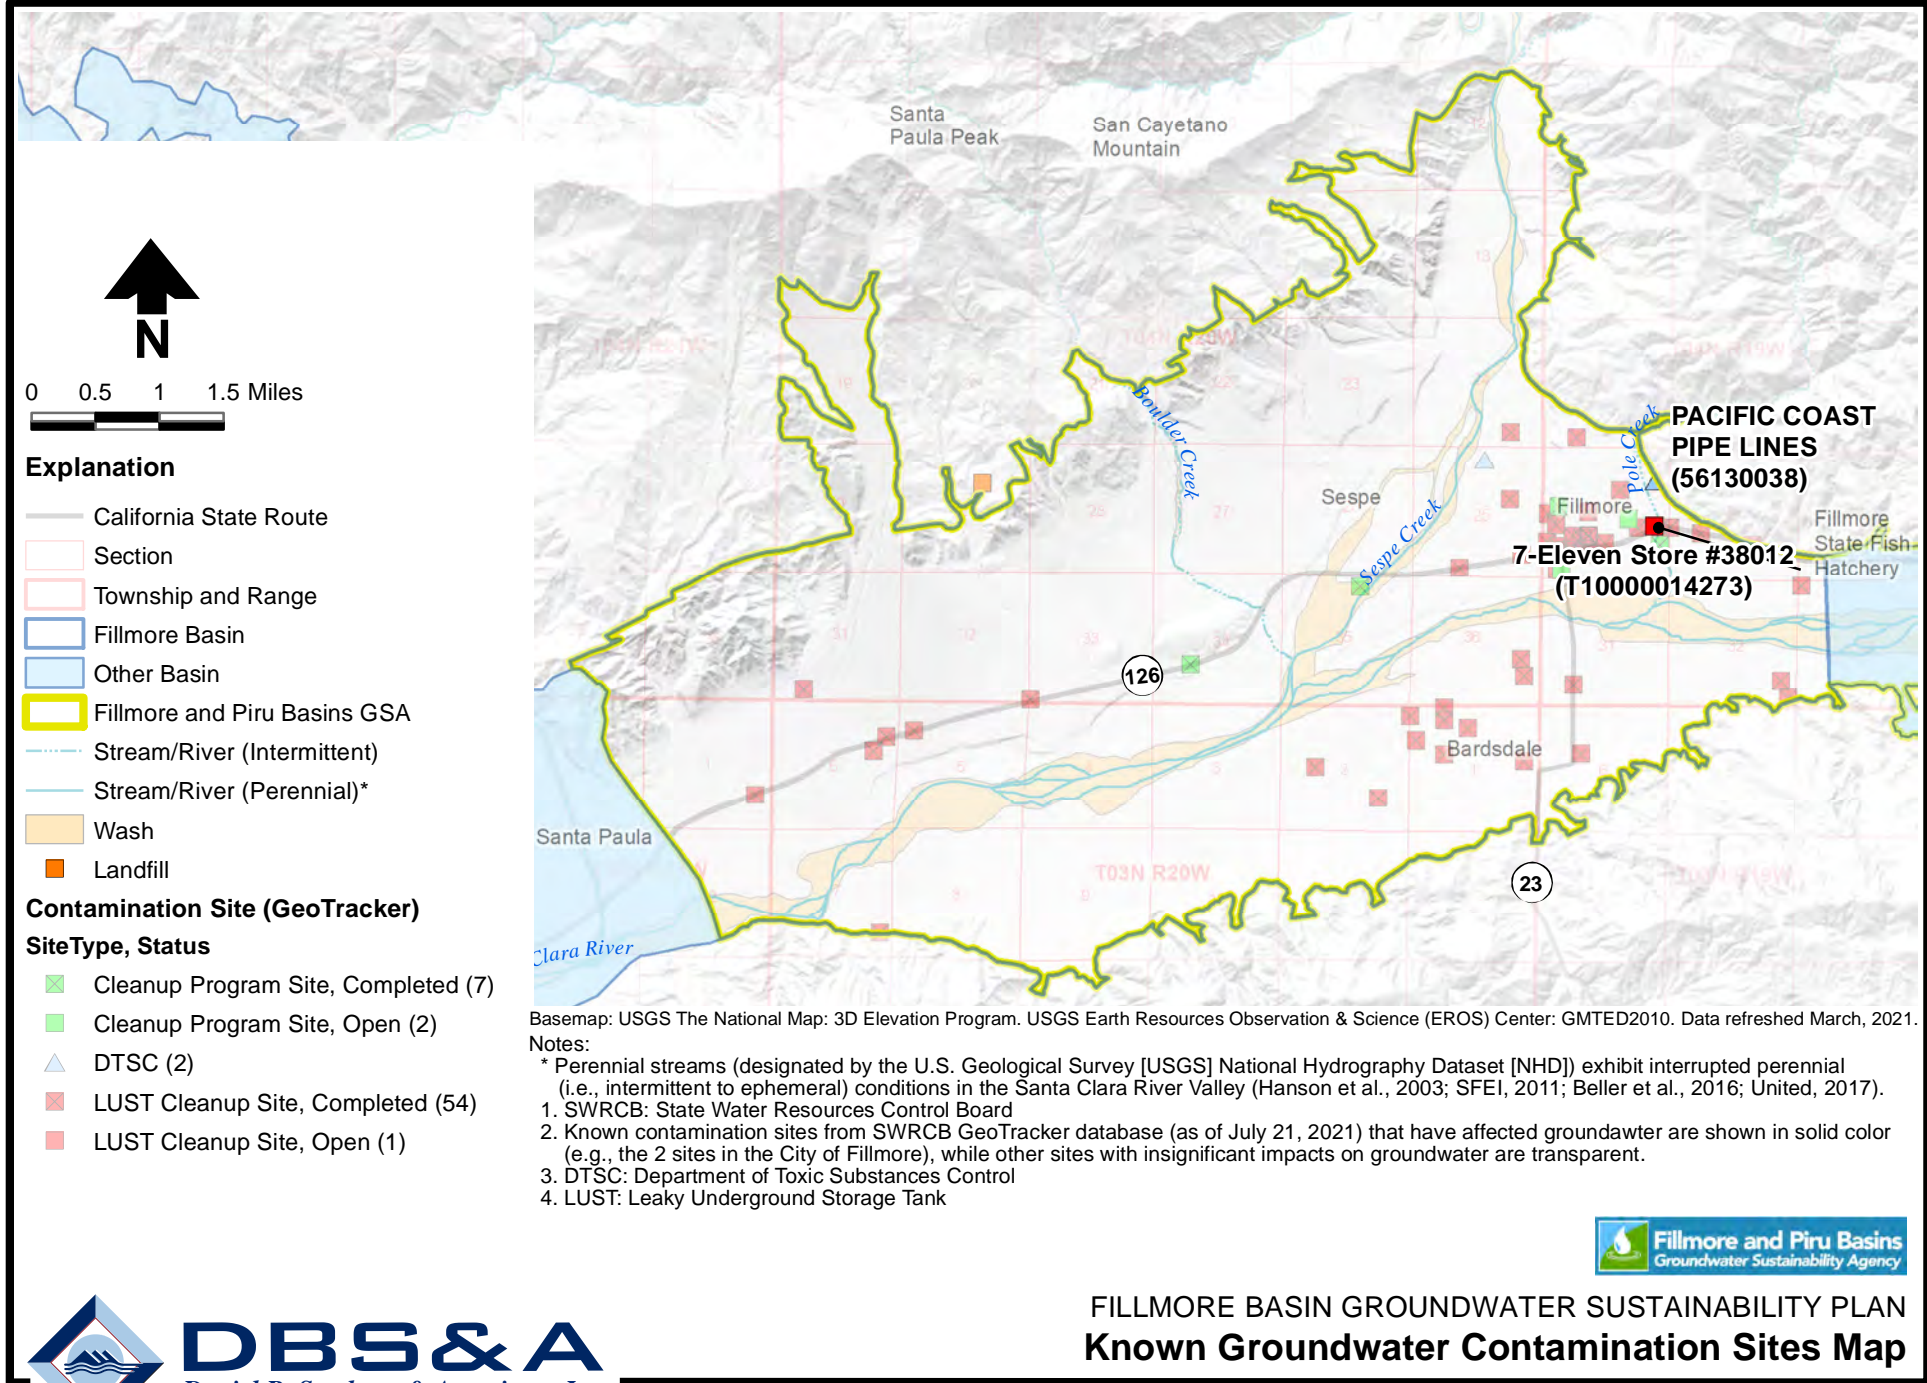 Santa
Paula Peak
San Cayetano
Mountain
N
0 0.5 1 1.5 Miles
Explanation
California State Route
Section
Township and Range
Fillmore Basin
Other Basin
Fillmore and Piru Basins GSA
Stream/River (Intermittent)
Stream/River (Perennial)*
Wash
Landfill
Contamination Site (GeoTracker)
SiteType, Status
Cleanup Program Site, Completed (7)
Cleanup Program Site, Open (2)
DTSC (2)
LUST Cleanup Site, Completed (54)
LUST Cleanup Site, Open (1)
Boulder Creek
Sespe
Sespe Creek
Pole Creek
PACIFIC COAST
PIPE LINES
(56130038)
Fillmore
7-Eleven Store #38012
(T10000014273)
Fillmore
State Fish
Hatchery
126
Bardsdale
Santa Paula
T03N R20W
23
Clara River
Basemap: USGS The National Map: 3D Elevation Program. USGS Earth Resources Observation & Science (EROS) Center: GMTED2010. Data refreshed March, 2021.
Notes:
* Perennial streams (designated by the U.S. Geological Survey [USGS] National Hydrography Dataset [NHD]) exhibit interrupted perennial
(i.e., intermittent to ephemeral) conditions in the Santa Clara River Valley (Hanson et al., 2003; SFEI, 2011; Beller et al., 2016; United, 2017).
1. SWRCB: State Water Resources Control Board
2. Known contamination sites from SWRCB GeoTracker database (as of July 21, 2021) that have affected groundawter are shown in solid color
(e.g., the 2 sites in the City of Fillmore), while other sites with insignificant impacts on groundwater are transparent.
3. DTSC: Department of Toxic Substances Control
4. LUST: Leaky Underground Storage Tank
Fillmore and Piru Basins
Groundwater Sustainability Agency
FILLMORE BASIN GROUNDWATER SUSTAINABILITY PLAN
Known Groundwater Contamination Sites Map
DBS&A